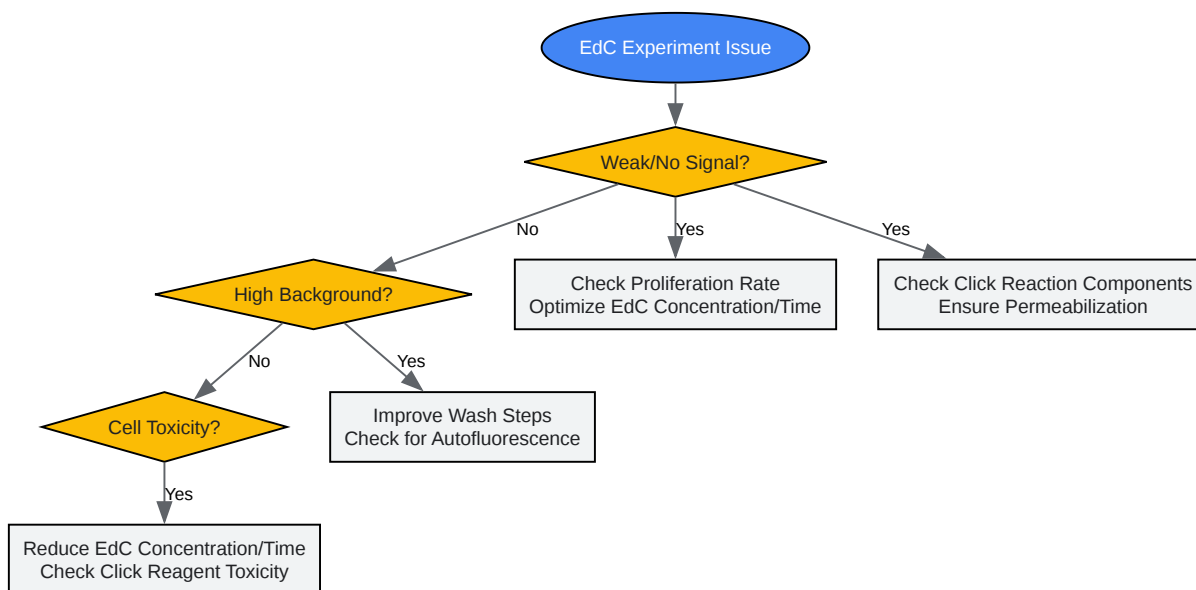 EdC Experiment Issue
Weak/No Signal?
No
Yes
Yes
High Background?
Check Proliferation Rate
Optimize EdC Concentration/Time
Check Click Reaction Components
Ensure Permeabilization
No
Yes
Cell Toxicity?
Improve Wash Steps
Check for Autofluorescence
Yes
Reduce EdC Concentration/Time
Check Click Reagent Toxicity